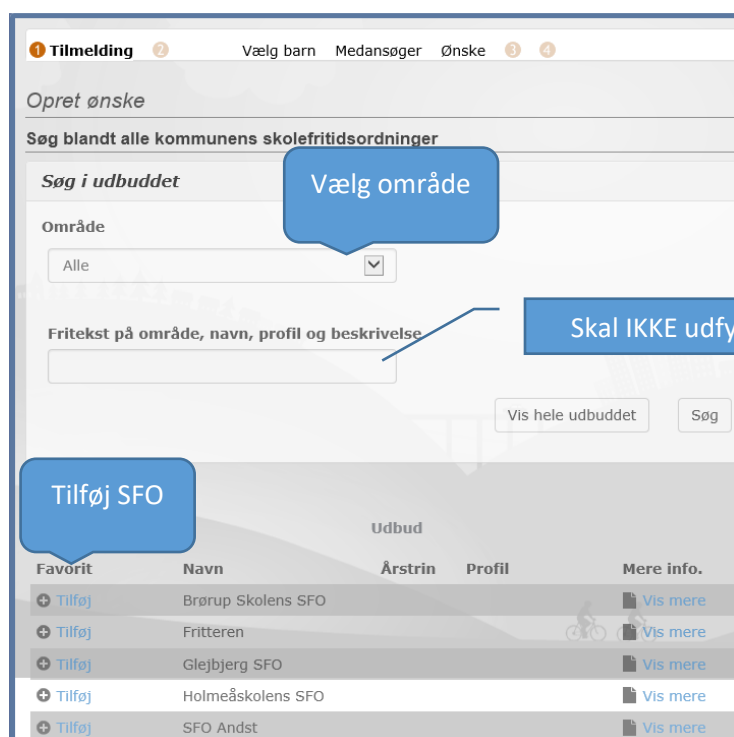 1 Tilmelding 2 Vælg barn Medansøger Ønske 3 4
Opret ønske
Søg blandt alle kommunens skolefritidsordninger
Søg i udbuddet
Vælg område
Område
Alle
Skal IKKE udfy
Fritekst på område, navn, profil og beskrivelse
Vis hele udbuddet Søg
Tilføj SFO
Udbud
Favorit Navn Årstrin Profil Mere info.
Tilføj Brørup Skolens SFO Vis mere
Tilføj Fritteren Vis mere
Tilføj Glejbjerg SFO Vis mere
Tilføj Holmeåskolens SFO Vis mere
Tilføj SFO Andst Vis mere